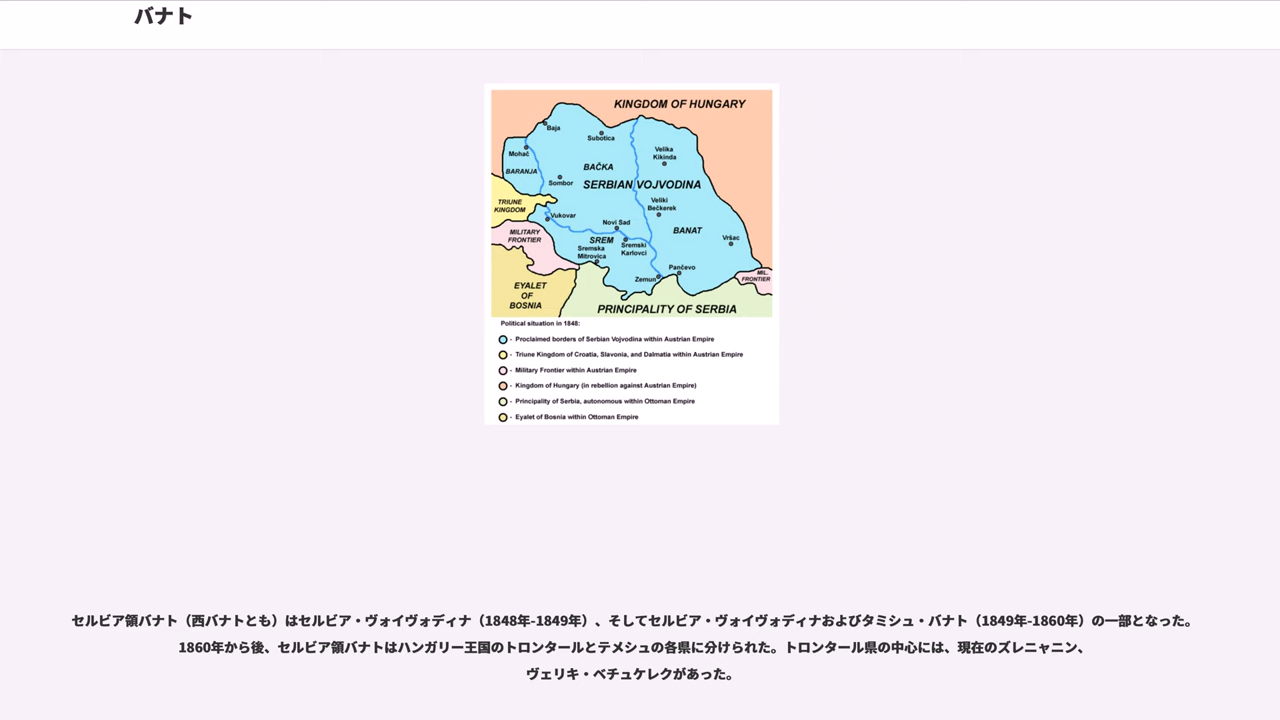 バナト
KINGDOM OF HUNGARY
Baja
Subotica
Mohač
Velika
Kikinda
BAČKA
BARANJA
Sombor
SERBIAN VOJVODINA
TRIUNE
KINGDOM
Veliki
Bečkerek
Vukovar
Novi Sad
MILITARY
FRONTIER
BANAT
SREM
Vršac
Sremska
Mitrovica
Sremski
Karlovci
Pančevo
Zemun
MIL.
FRONTIER
EYALET
OF
BOSNIA
PRINCIPALITY OF SERBIA
Political situation in 1848:
- Proclaimed borders of Serbian Vojvodina within Austrian Empire
- Triune Kingdom of Croatia, Slavonia, and Dalmatia within Austrian Empire
- Military Frontier within Austrian Empire
- Kingdom of Hungary (in rebellion against Austrian Empire)
- Principality of Serbia, autonomous within Ottoman Empire
- Eyalet of Bosnia within Ottoman Empire
セルビア領バナト（西バナトとも）はセルビア・ヴォイヴォディナ（1848年-1849年）、そしてセルビア・ヴォイヴォディナおよびタミシュ・バナト（1849年-1860年）の一部となった。
1860年から後、セルビア領バナトはハンガリー王国のトロンタールとテメシュの各県に分けられた。トロンタール県の中心には、現在のズレニャニン、
ヴェリキ・ベチュケレクがあった。